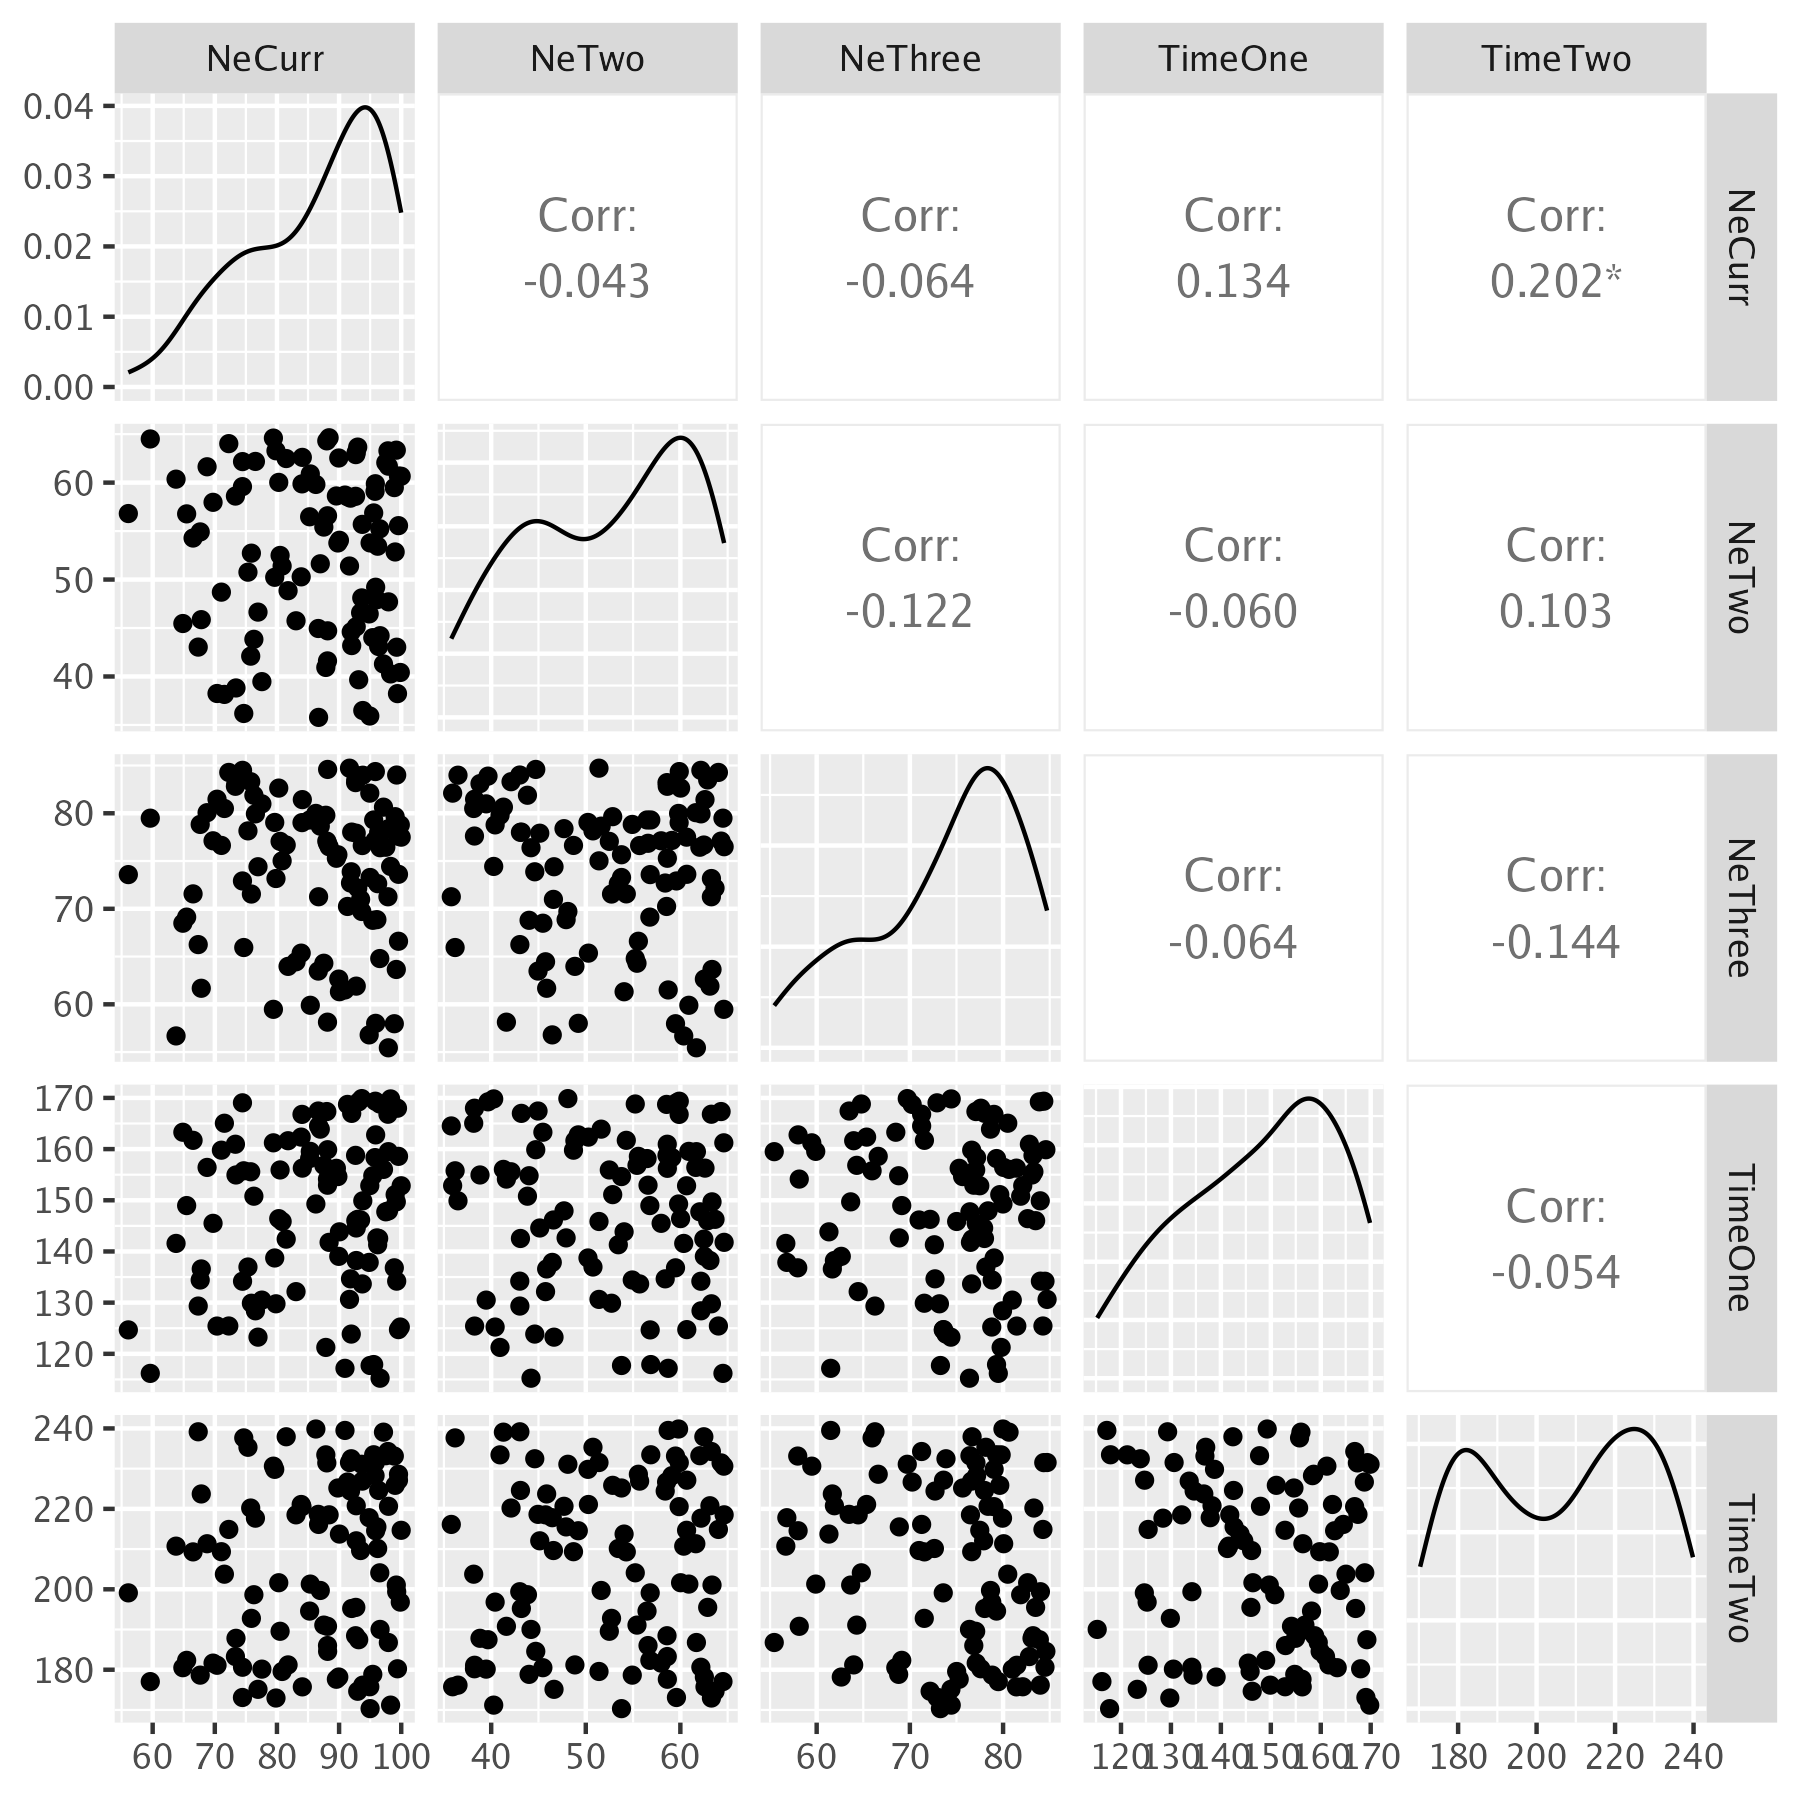 NeCurr NeTwo NeThree TimeOne TimeTwo
0.04
0.03
0.02
0.01
0.00
Corr:
-0.043
Corr:
-0.064
Corr:
0.134
Corr:
0.202*
NeCurr
60
50
40
Corr:
-0.122
Corr:
-0.060
Corr:
0.103
NeTwo
80
70
60
Corr:
-0.064
Corr:
-0.144
NeThree
170
160
150
140
130
120
Corr:
-0.054
TimeOne
240
220
200
180
TimeTwo
60 70 80 90 100 40 50 60 60 70 80 120 130 140 150 160 170 180 200 220 240